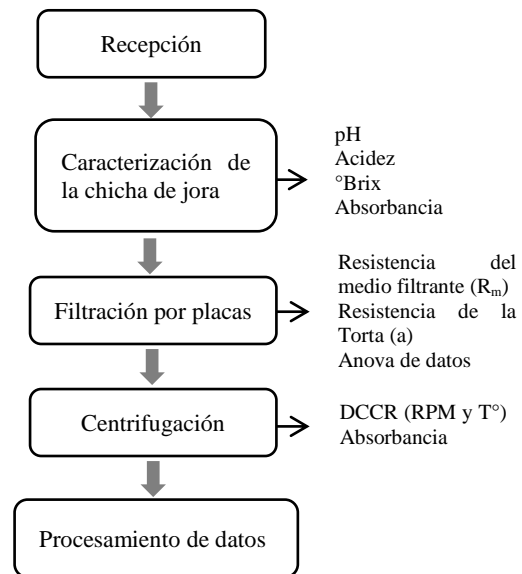 Recepción
Caracterización de
la chicha de jora
pH
Acidez
°Brix
Absorbancia
Filtración por placas
Resistencia del
medio filtrante (Rm)
Resistencia de la
Torta (a)
Anova de datos
Centrifugación
DCCR (RPM y T°)
Absorbancia
Procesamiento de datos